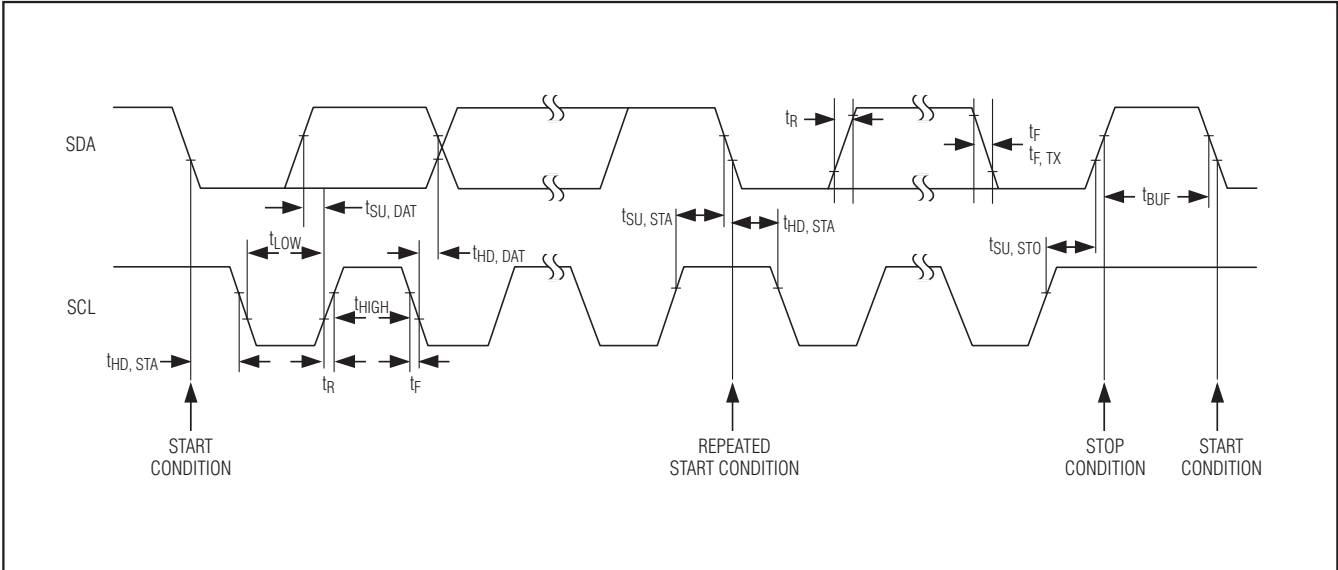 SDA
tR
tF
tF, TX
tSU, DAT
tSU, STA
tHD, STA
tBUF
tLOW
tHD, DAT
tSU, STO
SCL
tHIGH
tHD, STA
tR
tF
START
CONDITION
REPEATED
START CONDITION
STOP
CONDITION
START
CONDITION